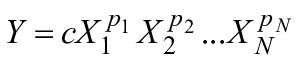 Y = cX_1^{p_1} X_2^{p_2} ... X_N^{p_N}